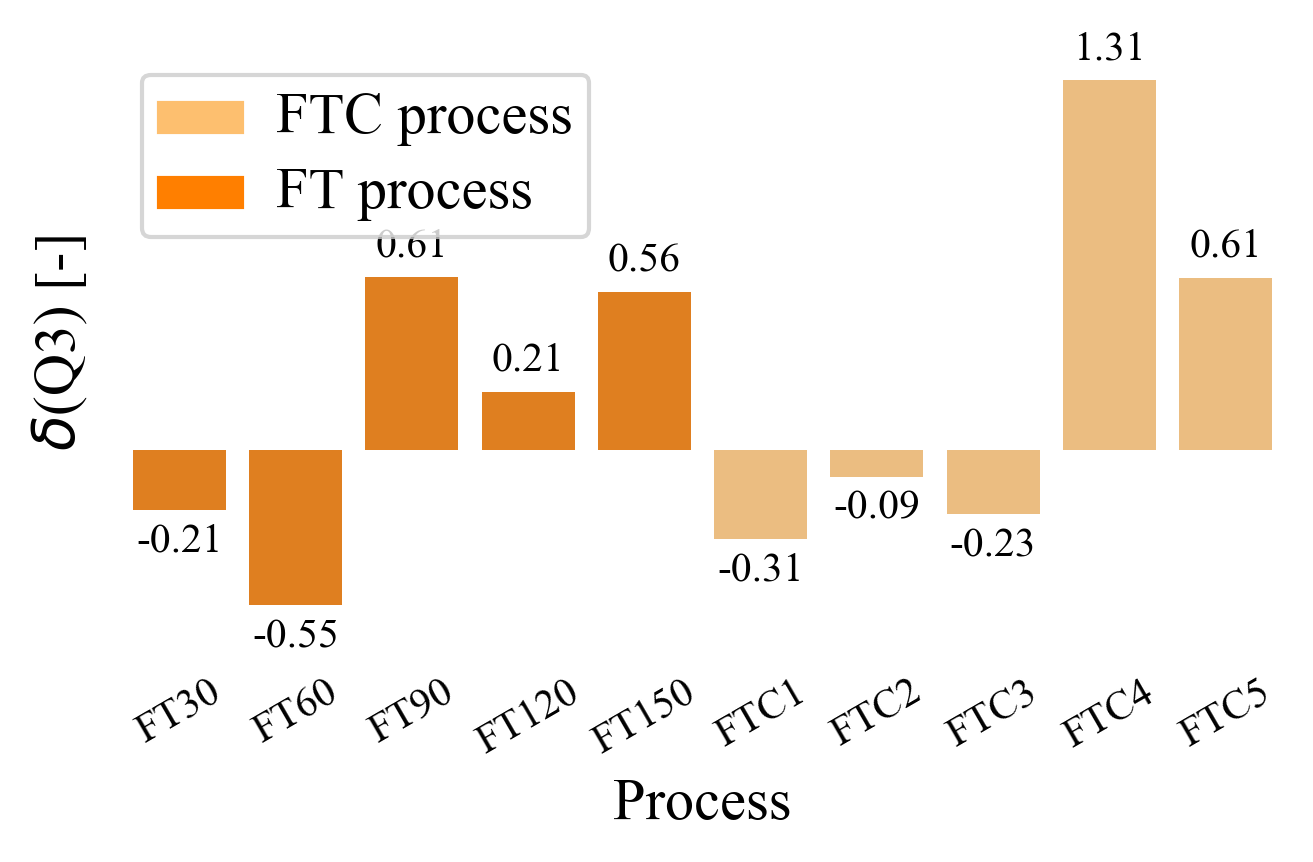 1.31
FTC process
FT process
0.61
0.56
0.61
0.21
-0.21
-0.55
-0.31
-0.09
-0.23
δ(Q3) [-]
FT30
FT60
FT90
FT120
FT150
FTC1
FTC2
FTC3
FTC4
FTC5
Process